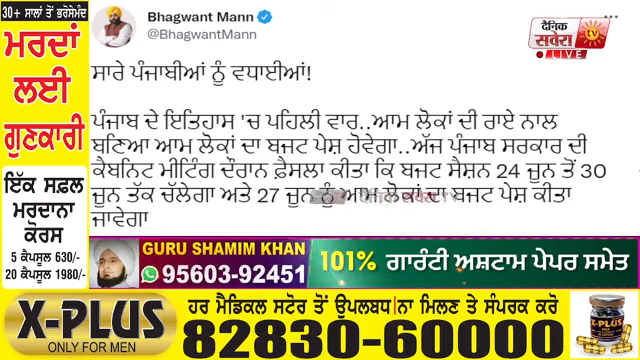 30+ ਸਾਲਾਂ ਤੋਂ ਭਰੋਸੇਮੰਦ
ਮਰਦਾਂ
ਲਈ
ਗੁਣਕਾਰੀ
ਇੱਕ ਸਫ਼ਲ
ਮਰਦਾਨਾ
ਕੋਰਸ
5 ਕੈਪਸੂਲ 630/-
20 ਕੈਪਸੂਲ 1980/-
Bhagwant Mann
@BhagwantMann
ਦੈਨਿਕ
ਸਵੇਰਾ tv
LIVE
ਸਾਰੇ ਪੰਜਾਬੀਆਂ ਨੂੰ ਵਧਾਈਆਂ!
ਪੰਜਾਬ ਦੇ ਇਤਿਹਾਸ 'ਚ ਪਹਿਲੀ ਵਾਰ..ਆਮ ਲੋਕਾਂ ਦੀ ਰਾਏ ਨਾਲ
ਬਣਿਆ ਆਮ ਲੋਕਾਂ ਦਾ ਬਜਟ ਪੇਸ਼ ਹੋਵੇਗਾ..ਅੱਜ ਪੰਜਾਬ ਸਰਕਾਰ ਦੀ
ਕੈਬਨਿਟ ਮੀਟਿੰਗ ਦੌਰਾਨ ਫ਼ੈਸਲਾ ਕੀਤਾ ਕਿ ਬਜਟ ਸੈਸ਼ਨ 24 ਜੂਨ ਤੋਂ 30
ਜੂਨ ਤੱਕ ਚੱਲੇਗਾ ਅਤੇ 27 ਜੂਨ ਨੂੰ ਆਮ ਲੋਕਾਂ ਦਾ ਬਜਟ ਪੇਸ਼ ਕੀਤਾ
ਜਾਵੇਗਾ
GURU SHAMIM KHAN
95603-92451
101% ਗਾਰੰਟੀ ਅਸ਼ਟਾਮ ਪੇਪਰ ਸਮੇਤ
X-PLUS
ONLY FOR MEN
ਹਰ ਮੈਡਿਕਲ ਸਟੋਰ ਤੋਂ ਉਪਲਬਧ|ਨਾ ਮਿਲਣ ਤੇ ਸੰਪਰਕ ਕਰੋ
82830-60000